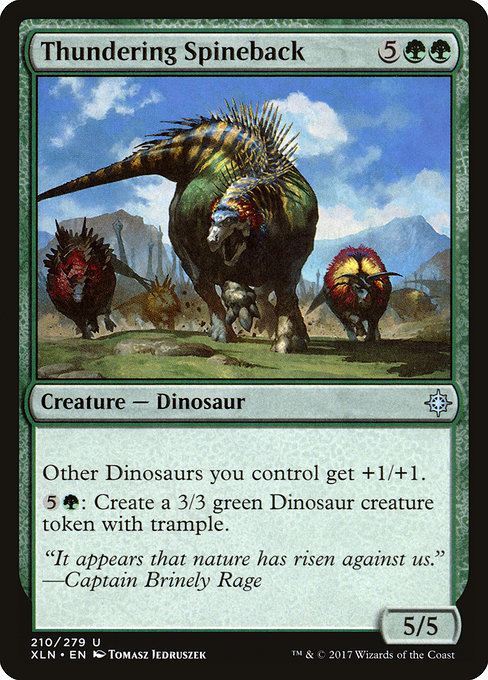 Thundering Spineback 5
Creature — Dinosaur
Other Dinosaurs you control get +1/+1.
5: Create a 3/3 green Dinosaur creature
token with trample.
“It appears that nature has risen against us.”
—Captain Brinely Rage
5/5
210/279 U
XLN • EN Tomasz Jedruszek
™ & © 2017 Wizards of the Coast